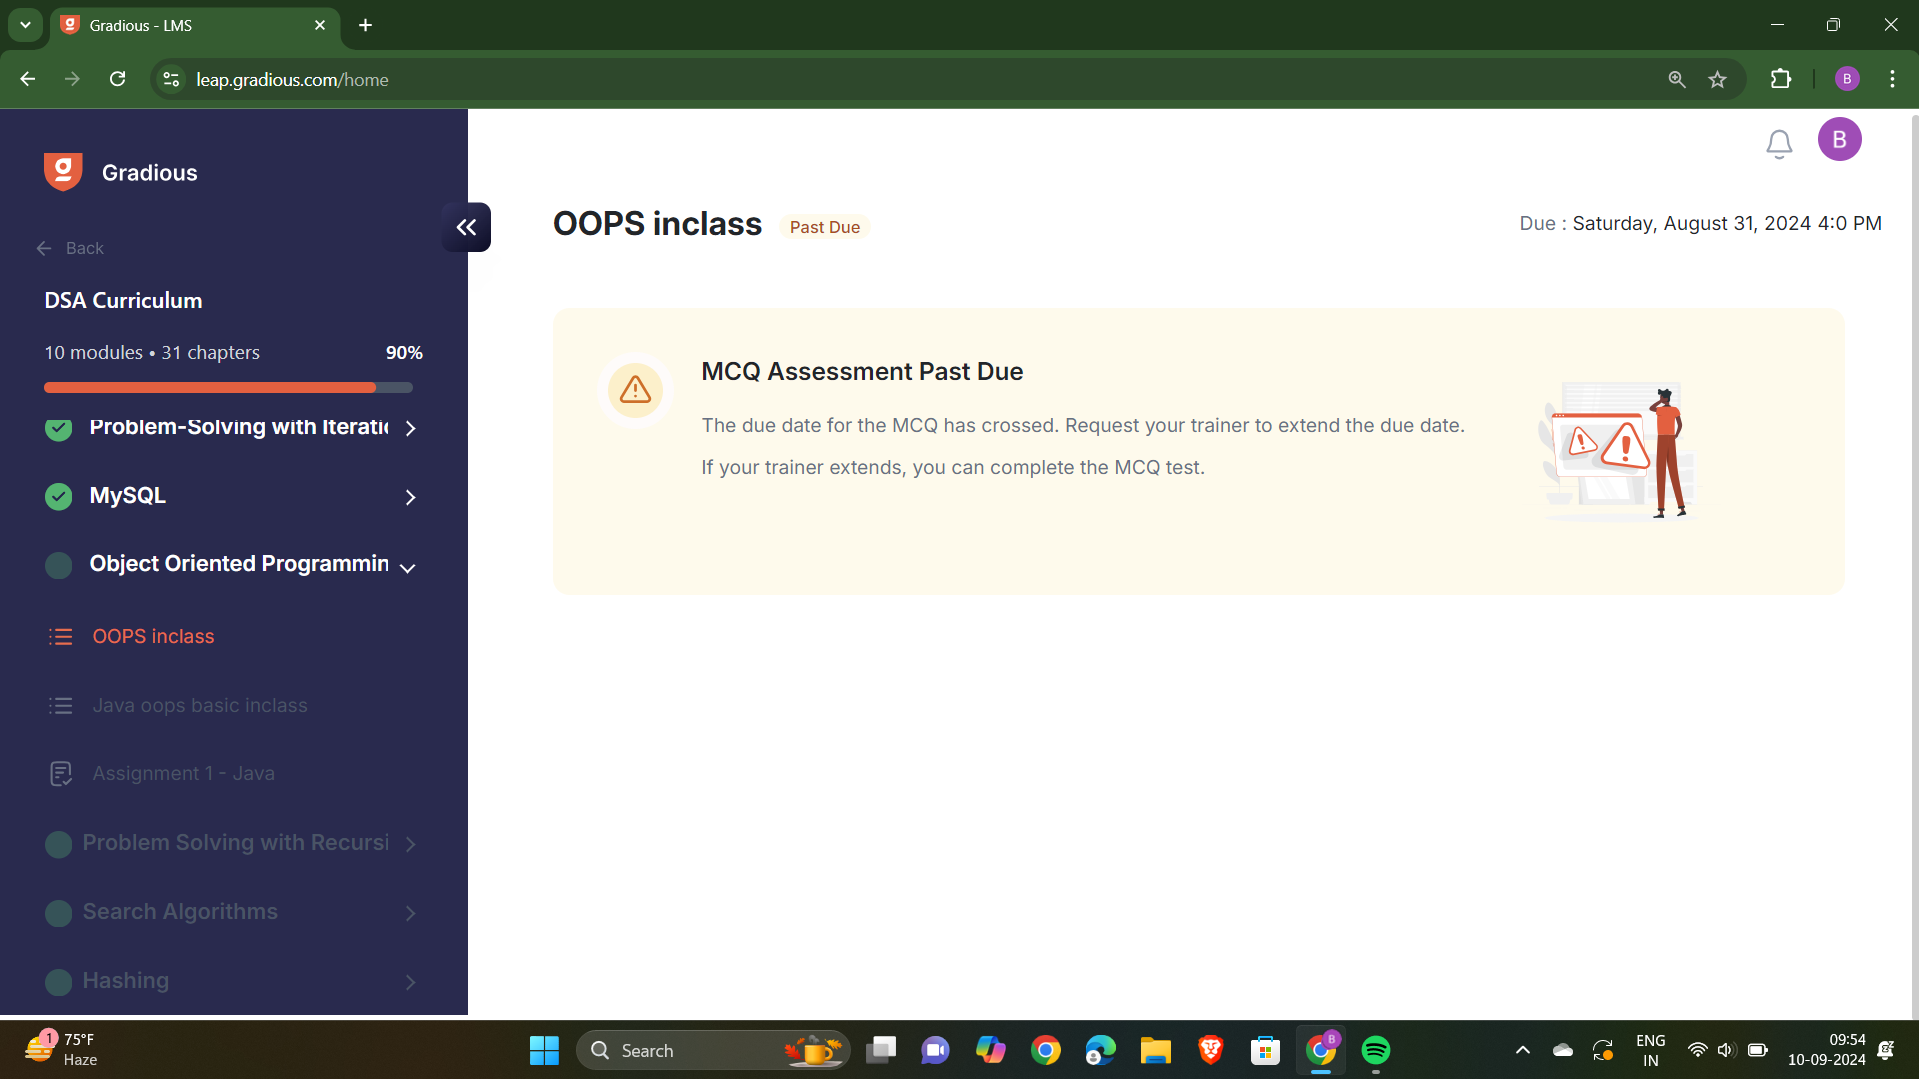 Gradious - LMS
leap.gradious.com/home
B
B
Gradious
Back
DSA Curriculum
10 modules • 31 chapters 90%
Problem-Solving with Iteratio
MySQL
Object Oriented Programmin
OOPS inclass
Java oops basic inclass
Assignment 1 - Java
Problem Solving with Recursi
Search Algorithms
Hashing
OOPS inclass Past Due
Due : Saturday, August 31, 2024 4:0 PM
MCQ Assessment Past Due
The due date for the MCQ has crossed. Request your trainer to extend the due date.
If your trainer extends, you can complete the MCQ test.
1
75°F
Haze
Search
B
ENG
IN
09:54
10-09-2024